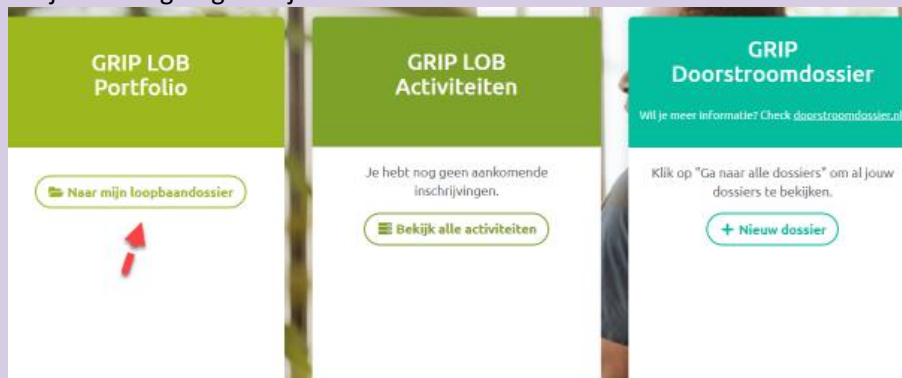 GRIP LOB
Portfolio
Naar mijn loopbaandossier
GRIP LOB
Activiteiten
Je hebt nog geen aankomende
inschrijvingen.
Bekijk alle activiteiten
GRIP
Doorstroomdossier
Wil je meer informatie? Check doorstroomdossier.nl
Klik op "Ga naar alle dossiers" om al jouw
dossiers te bekijken.
+ Nieuw dossier